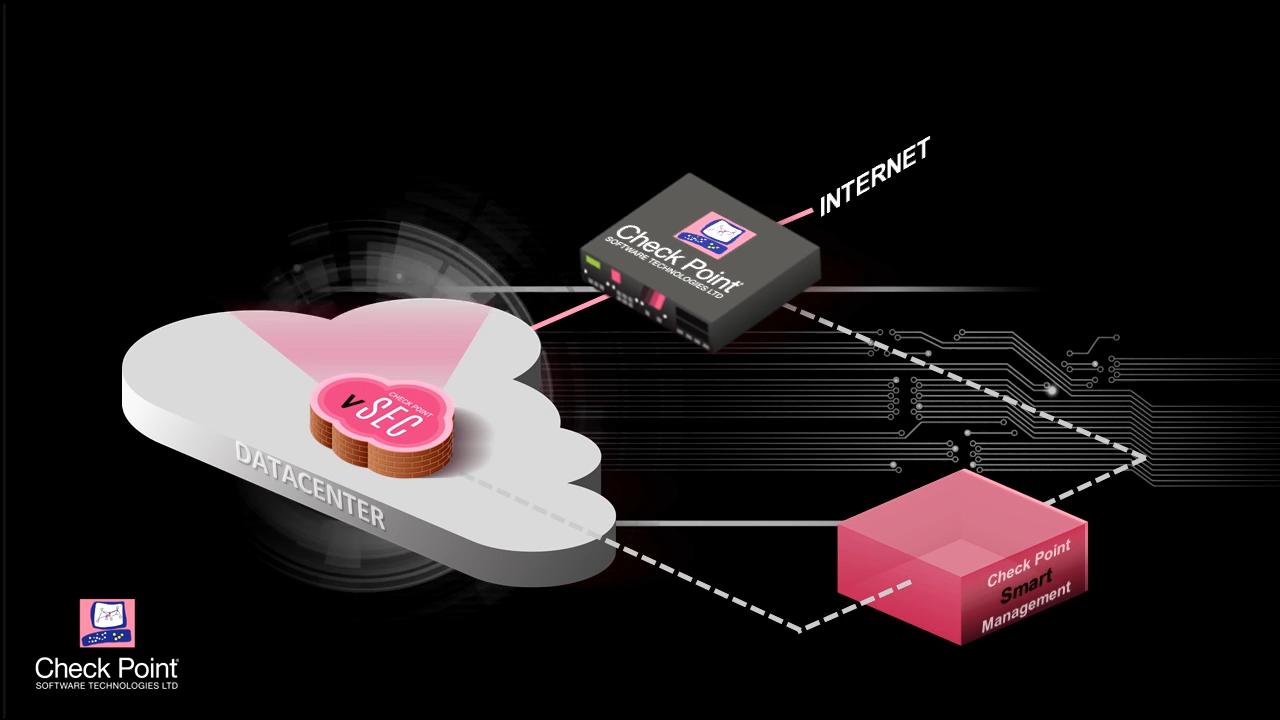 INTERNET
Check Point
SOFTWARE TECHNOLOGIES LTD
CHECK POINT
vSEC
DATACENTER
Check Point
Smart
Management
Check Point
SOFTWARE TECHNOLOGIES LTD